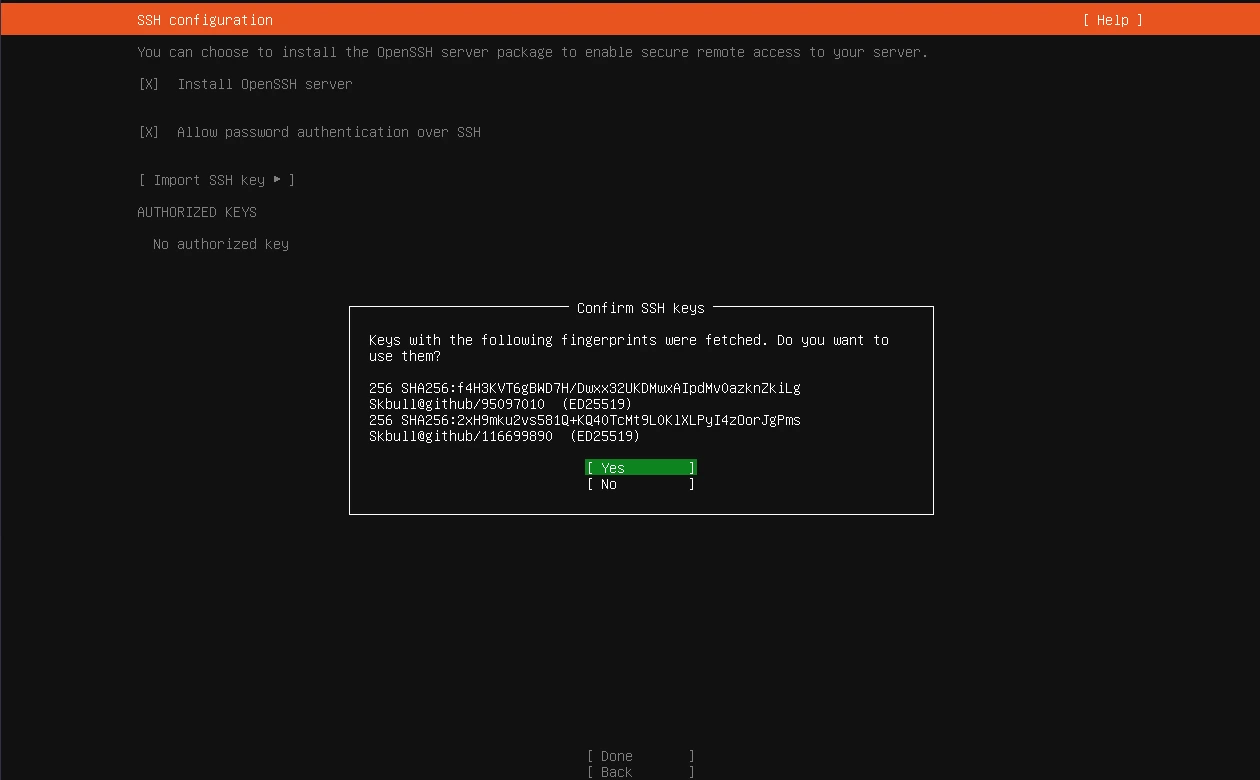 SSH configuration [ Help ]
You can choose to install the OpenSSH server package to enable secure remote access to your server.
[X] Install OpenSSH server
[X] Allow password authentication over SSH
[ Import SSH key ▸ ]
AUTHORIZED KEYS
No authorized key
Confirm SSH keys
Keys with the following fingerprints were fetched. Do you want to
use them?
256 SHA256:f4H3KVT6gBWD7H/Dwxx32UKDMwxAIpdMvOazknZkiLg
Skbull@github/95097010 (ED25519)
256 SHA256:2xH9mku2vs581Q+KQ4OTcMt9LOKlXLPyI4zOorJgPms
Skbull@github/116699890 (ED25519)
[ Yes ]
[ No ]
[ Done ]
[ Back ]